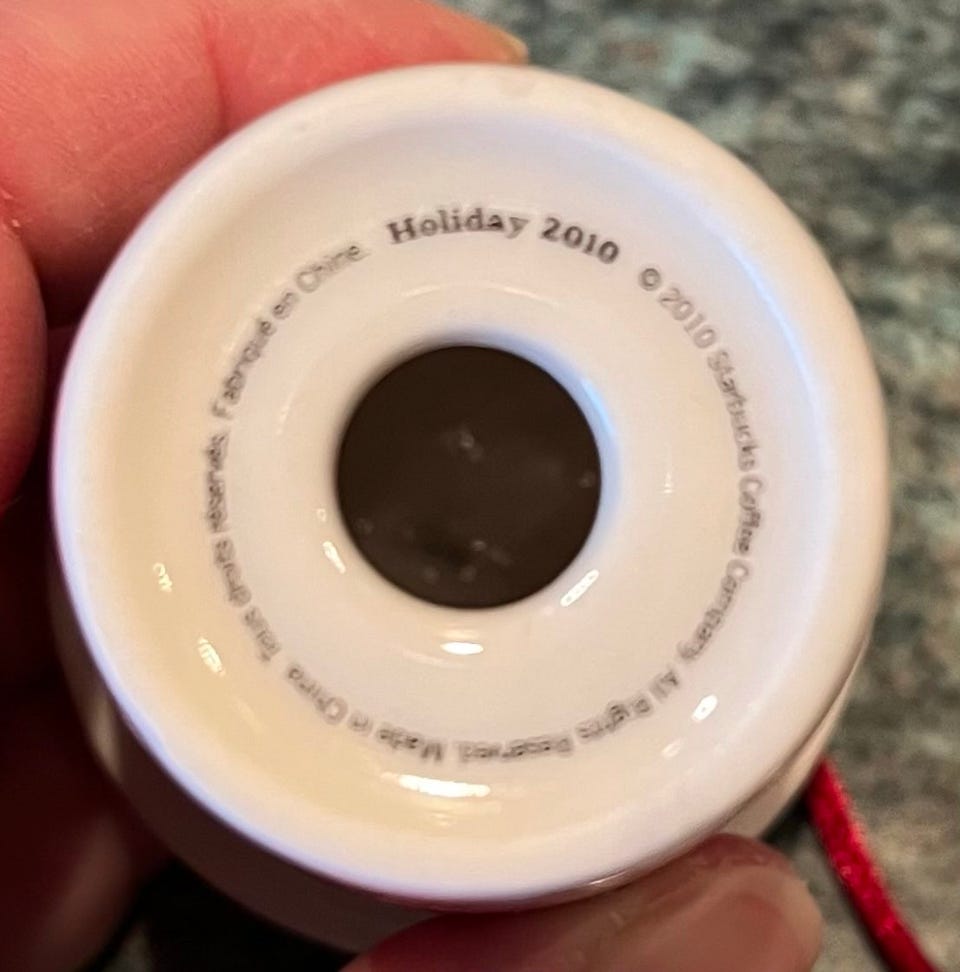 Holiday 2010
© 2010 Starbucks Coffee Company. All Rights Reserved. Made in China. Tous droits réservés. Fabriqué en Chine.